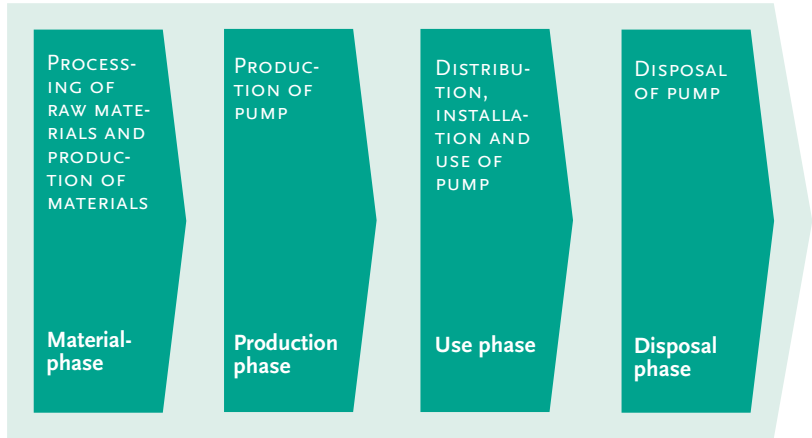 PROCESS-
ING OF
RAW MATE-
RIALS AND
PRODUC-
TION OF
MATERIALS
Material-
phase
PRODUC-
TION OF
PUMP
Production
phase
DISTRIBU-
TION,
INSTALLA-
TION AND
USE OF
PUMP
Use phase
DISPOSAL
OF PUMP
Disposal
phase